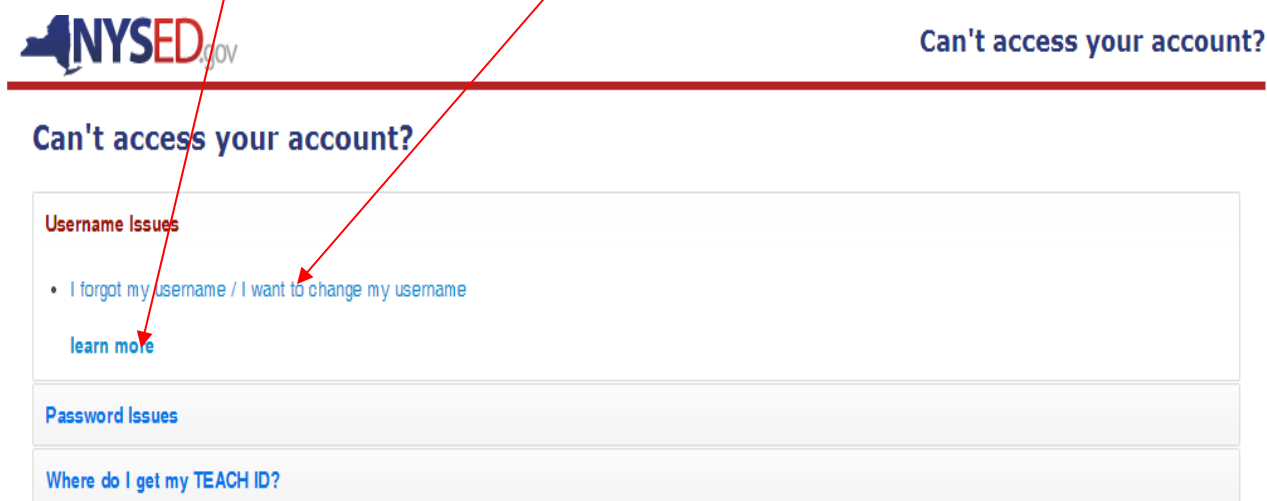 NYSED.gov
Can't access your account?
Can't access your account?
Username Issues
• I forgot my username / I want to change my username
learn more
Password Issues
Where do I get my TEACH ID?